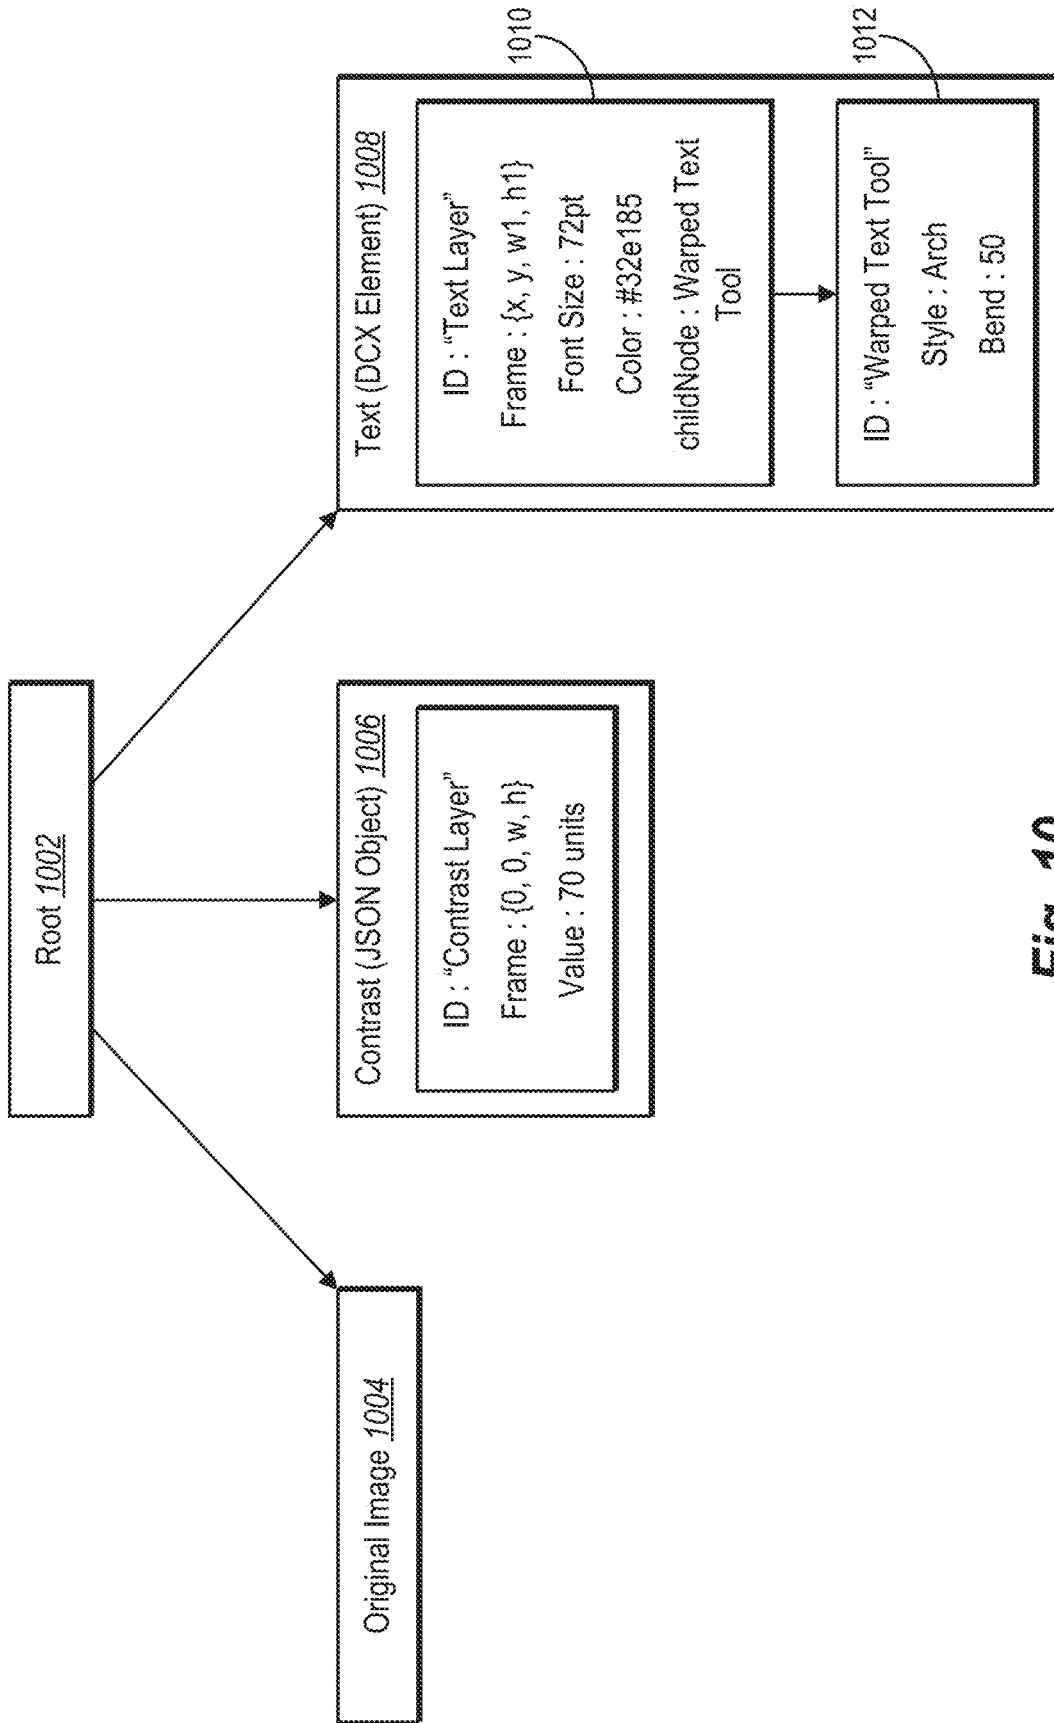 Root 1002
Original Image 1004
Contrast (JSON Object) 1006
ID : “Contrast Layer”
Frame : {0, 0, w, h}
Value : 70 units
Text (DCX Element) 1008
ID : “Text Layer”
Frame : {x, y, w1, h1}
Font Size : 72pt
Color : #32e185
childNode : Warped Text
Tool
1010
ID : “Warped Text Tool”
Style : Arch
Bend : 50
1012
Fig. 10